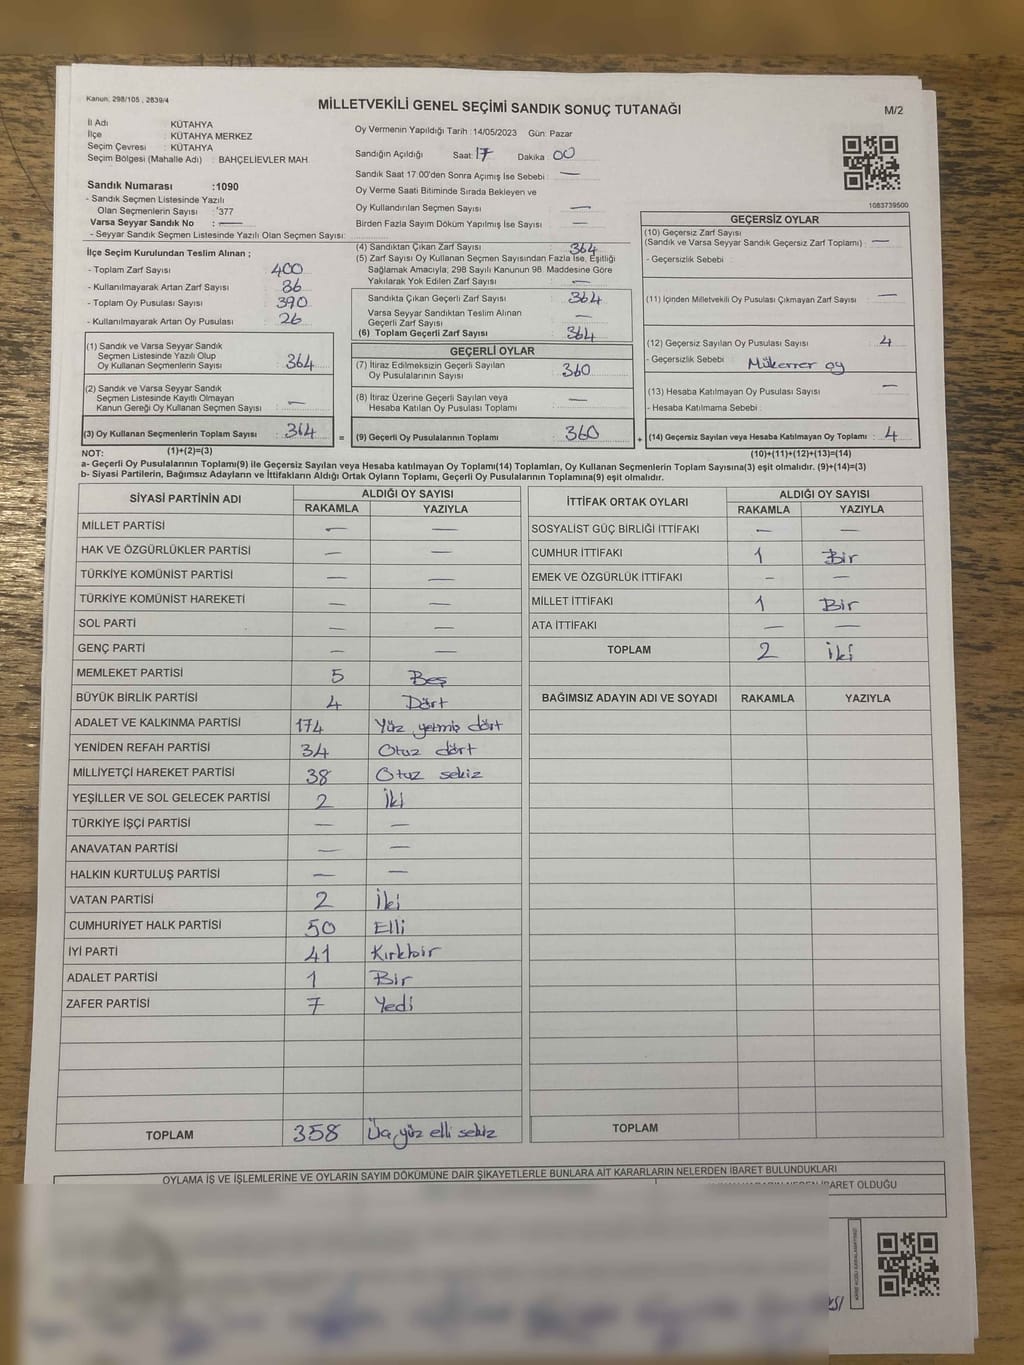 Kanun: 298/105 , 2839/4
MİLLETVEKİLİ GENEL SEÇİMİ SANDIK SONUÇ TUTANAĞI
M/2
İl Adı : KÜTAHYA
İlçe : KÜTAHYA MERKEZ
Seçim Çevresi : KÜTAHYA
Seçim Bölgesi (Mahalle Adı) : BAHÇELİEVLER MAH
Sandık Numarası :1090
- Sandık Seçmen Listesinde Yazılı
Olan Seçmenlerin Sayısı :377
Varsa Seyyar Sandık No : —
- Seyyar Sandık Seçmen Listesinde Yazılı Olan Seçmen Sayısı:
Oy Vermenin Yapıldığı Tarih :14/05/2023 Gün: Pazar
Sandığın Açıldığı Saat: 17 Dakika 00
Sandık Saat 17:00'den Sonra Açımış İse Sebebi : —
Oy Verme Saati Bitiminde Sırada Bekleyen ve
Oy Kullandırılan Seçmen Sayısı —
Birden Fazla Sayım Döküm Yapılmış İse Sayısı : —
1083739500
İlçe Seçim Kurulundan Teslim Alınan ;
- Toplam Zarf Sayısı : 400
- Kullanılmayarak Artan Zarf Sayısı : 86
- Toplam Oy Pusulası Sayısı : 390
- Kullanılmayarak Artan Oy Pusulası : 26
(1) Sandık ve Varsa Seyyar Sandık
Seçmen Listesinde Yazılı Olup
Oy Kullanan Seçmenlerin Sayısı : 364
(2) Sandık ve Varsa Seyyar Sandık
Seçmen Listesinde Kayıtlı Olmayan
Kanun Gereği Oy Kullanan Seçmen Sayısı : —
(3) Oy Kullanan Seçmenlerin Toplam Sayısı : 364
(1)+(2)=(3)
(4) Sandıktan Çıkan Zarf Sayısı : 364
(5) Zarf Sayısı Oy Kullanan Seçmen Sayısından Fazla İse, Eşitliği
Sağlamak Amacıyla; 298 Sayılı Kanunun 98. Maddesine Göre
Yakılarak Yok Edilen Zarf Sayısı : —
Sandıkta Çıkan Geçerli Zarf Sayısı : 364
Varsa Seyyar Sandıktan Teslim Alınan
Geçerli Zarf Sayısı : —
(6) Toplam Geçerli Zarf Sayısı : 364
GEÇERLİ OYLAR
(7) İtiraz Edilmeksizin Geçerli Sayılan
Oy Pusulalarının Sayısı : 360
(8) İtiraz Üzerine Geçerli Sayılan veya
Hesaba Katılan Oy Pusulası Toplamı : —
= (9) Geçerli Oy Pusulalarının Toplamı : 360
GEÇERSİZ OYLAR
(10) Geçersiz Zarf Sayısı
(Sandık ve Varsa Seyyar Sandık Geçersiz Zarf Toplamı) : —
- Geçersizlik Sebebi :
(11) İçinden Milletvekili Oy Pusulası Çıkmayan Zarf Sayısı : —
(12) Geçersiz Sayılan Oy Pusulası Sayısı : 4
- Geçersizlik Sebebi : Mükerrer oy
(13) Hesaba Katılmayan Oy Pusulası Sayısı : —
- Hesaba Katılmama Sebebi :
+ (14) Geçersiz Sayılan veya Hesaba Katılmayan Oy Toplamı : 4
(10)+(11)+(12)+(13)=(14)
NOT:
a- Geçerli Oy Pusulalarının Toplamı(9) ile Geçersiz Sayılan veya Hesaba katılmayan Oy Toplamı(14) Toplamları, Oy Kullanan Seçmenlerin Toplam Sayısına(3) eşit olmalıdır. (9)+(14)=(3)
b- Siyasi Partilerin, Bağımsız Adayların ve İttifakların Aldığı Ortak Oyların Toplamı, Geçerli Oy Pusulalarının Toplamına(9) eşit olmalıdır.
SİYASİ PARTİNİN ADI ALDIĞI OY SAYISI
RAKAMLA YAZIYLA
MİLLET PARTİSİ — —
HAK VE ÖZGÜRLÜKLER PARTİSİ — —
TÜRKİYE KOMÜNİST PARTİSİ — —
TÜRKİYE KOMÜNİST HAREKETİ — —
SOL PARTİ — —
GENÇ PARTİ — —
MEMLEKET PARTİSİ 5 Beş
BÜYÜK BİRLİK PARTİSİ 4 Dört
ADALET VE KALKINMA PARTİSİ 174 Yüz yetmiş dört
YENİDEN REFAH PARTİSİ 34 Otuz dört
MİLLİYETÇİ HAREKET PARTİSİ 38 Otuz sekiz
YEŞİLLER VE SOL GELECEK PARTİSİ 2 İki
TÜRKİYE İŞÇİ PARTİSİ — —
ANAVATAN PARTİSİ — —
HALKIN KURTULUŞ PARTİSİ — —
VATAN PARTİSİ 2 İki
CUMHURİYET HALK PARTİSİ 50 Elli
İYİ PARTİ 41 Kırkbir
ADALET PARTİSİ 1 Bir
ZAFER PARTİSİ 7 Yedi
TOPLAM 358 Üç yüz elli sekiz
İTTİFAK ORTAK OYLARI ALDIĞI OY SAYISI
RAKAMLA YAZIYLA
SOSYALİST GÜÇ BİRLİĞİ İTTİFAKI — —
CUMHUR İTTİFAKI 1 Bir
EMEK VE ÖZGÜRLÜK İTTİFAKI — —
MİLLET İTTİFAKI 1 Bir
ATA İTTİFAKI — —
TOPLAM 2 iki
BAĞIMSIZ ADAYIN ADI VE SOYADI RAKAMLA YAZIYLA
TOPLAM
OYLAMA İŞ VE İŞLEMLERİNE VE OYLARIN SAYIM DÖKÜMÜNE DAİR ŞİKAYETLERLE BUNLARA AİT KARARLARIN NELERDEN İBARET BULUNDUKLARI
İBARET OLDUĞU